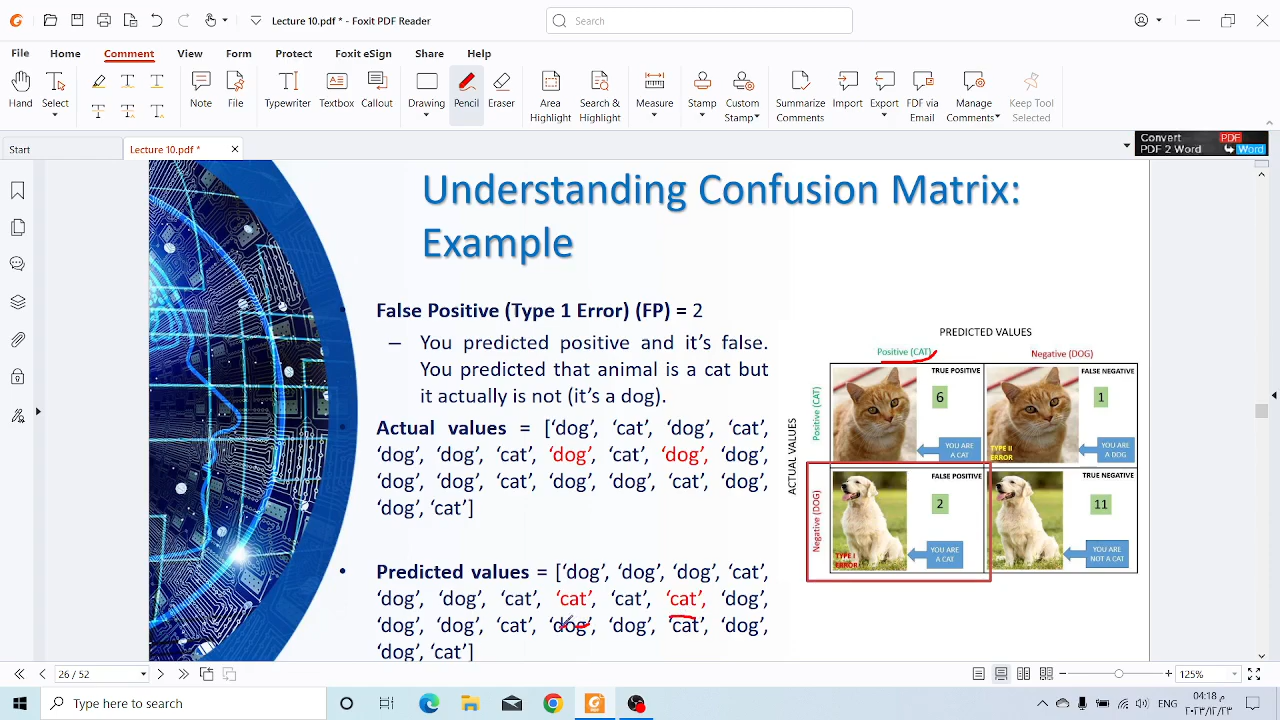 Lecture 10.pdf * - Foxit PDF Reader
Search
File Home Comment View Form Protect Foxit eSign Share Help
Hand Select Note File Typewriter Textbox Callout Drawing Pencil Eraser Area Highlight Search & Highlight Measure Stamp Custom Stamp Summarize Comments Import Export FDF via Email Manage Comments Keep Tool Selected
Start Lecture 10.pdf *
Convert PDF
PDF 2 Word Word
Understanding Confusion Matrix:
Example
• False Positive (Type 1 Error) (FP) = 2
– You predicted positive and it’s false.
You predicted that animal is a cat but
it actually is not (it’s a dog).
• Actual values = [‘dog’, ‘cat’, ‘dog’, ‘cat’,
‘dog’, ‘dog’, ‘cat’, ‘dog’, ‘cat’, ‘dog’, ‘dog’,
‘dog’, ‘dog’, ‘cat’, ‘dog’, ‘dog’, ‘cat’, ‘dog’,
‘dog’, ‘cat’]
• Predicted values = [‘dog’, ‘dog’, ‘dog’, ‘cat’,
‘dog’, ‘dog’, ‘cat’, ‘cat’, ‘cat’, ‘cat’, ‘dog’,
‘dog’, ‘dog’, ‘cat’, ‘dog’, ‘dog’, ‘cat’, ‘dog’,
‘dog’, ‘cat’]
PREDICTED VALUES
Positive (CAT) Negative (DOG)
ACTUAL VALUES
Positive (CAT)
TRUE POSITIVE
6
YOU ARE
A CAT
FALSE NEGATIVE
1
TYPE II
ERROR
YOU ARE
A DOG
Negative (DOG)
FALSE POSITIVE
2
TYPE I
ERROR
YOU ARE
A CAT
TRUE NEGATIVE
11
YOU ARE
NOT A CAT
26 / 52
125%
Type here to search
04:18